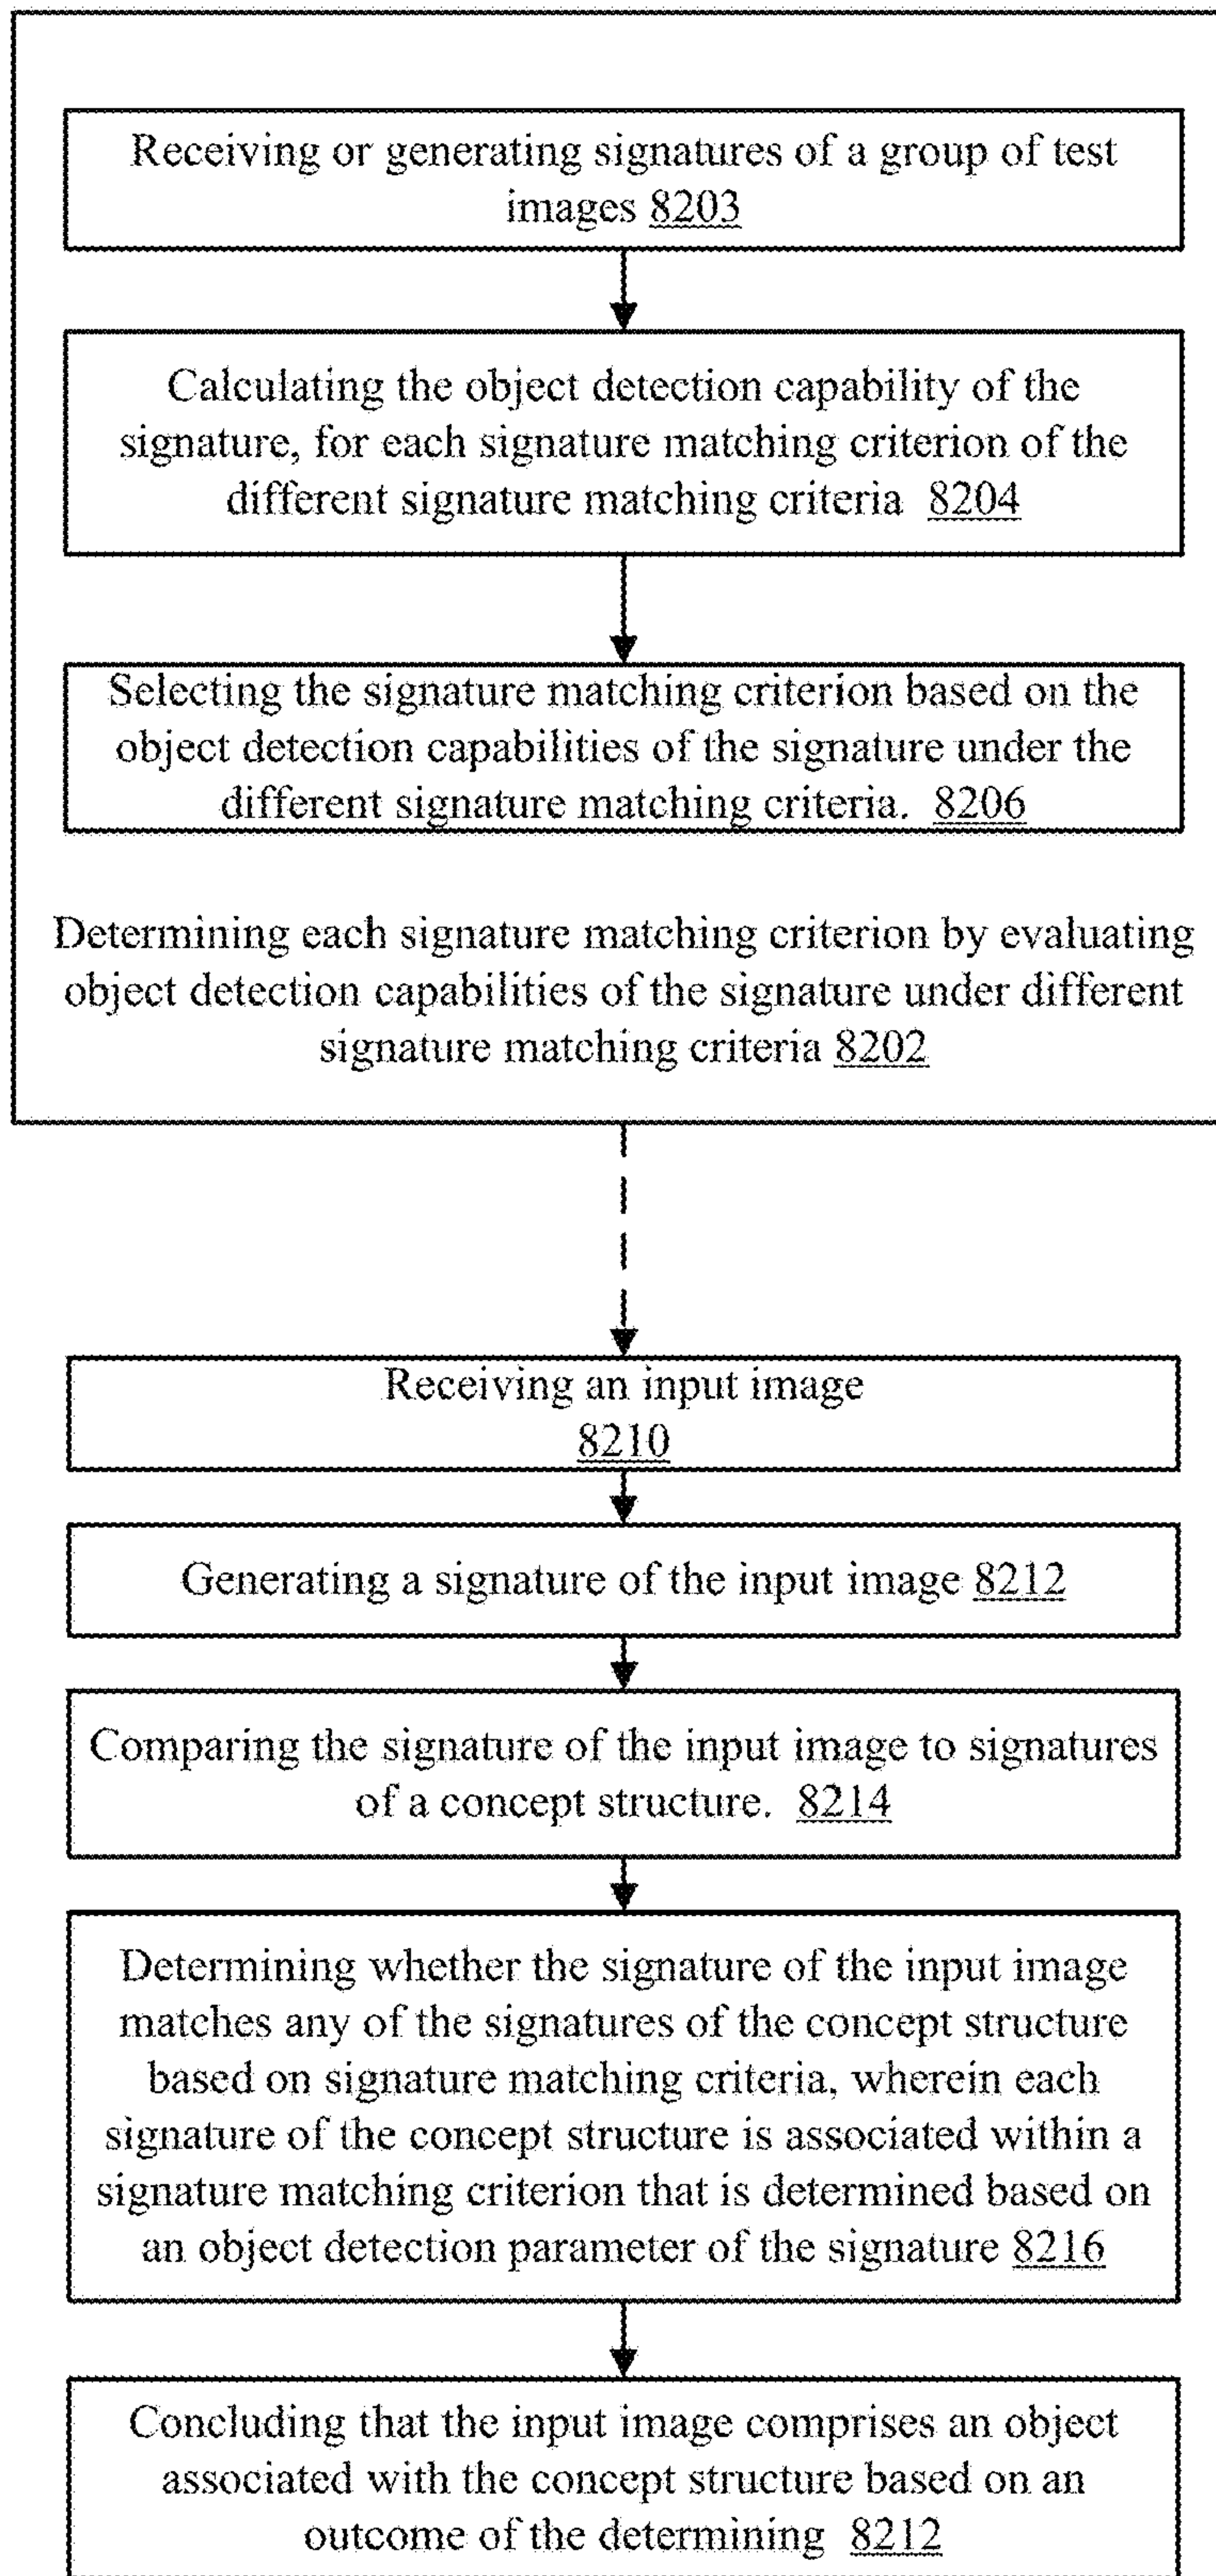 Receiving or generating signatures of a group of test
images 8203
Calculating the object detection capability of the
signature, for each signature matching criterion of the
different signature matching criteria 8204
Selecting the signature matching criterion based on the
object detection capabilities of the signature under the
different signature matching criteria. 8206
Determining each signature matching criterion by evaluating
object detection capabilities of the signature under different
signature matching criteria 8202
Receiving an input image
8210
Generating a signature of the input image 8212
Comparing the signature of the input image to signatures
of a concept structure. 8214
Determining whether the signature of the input image
matches any of the signatures of the concept structure
based on signature matching criteria, wherein each
signature of the concept structure is associated within a
signature matching criterion that is determined based on
an object detection parameter of the signature 8216
Concluding that the input image comprises an object
associated with the concept structure based on an
outcome of the determining 8212